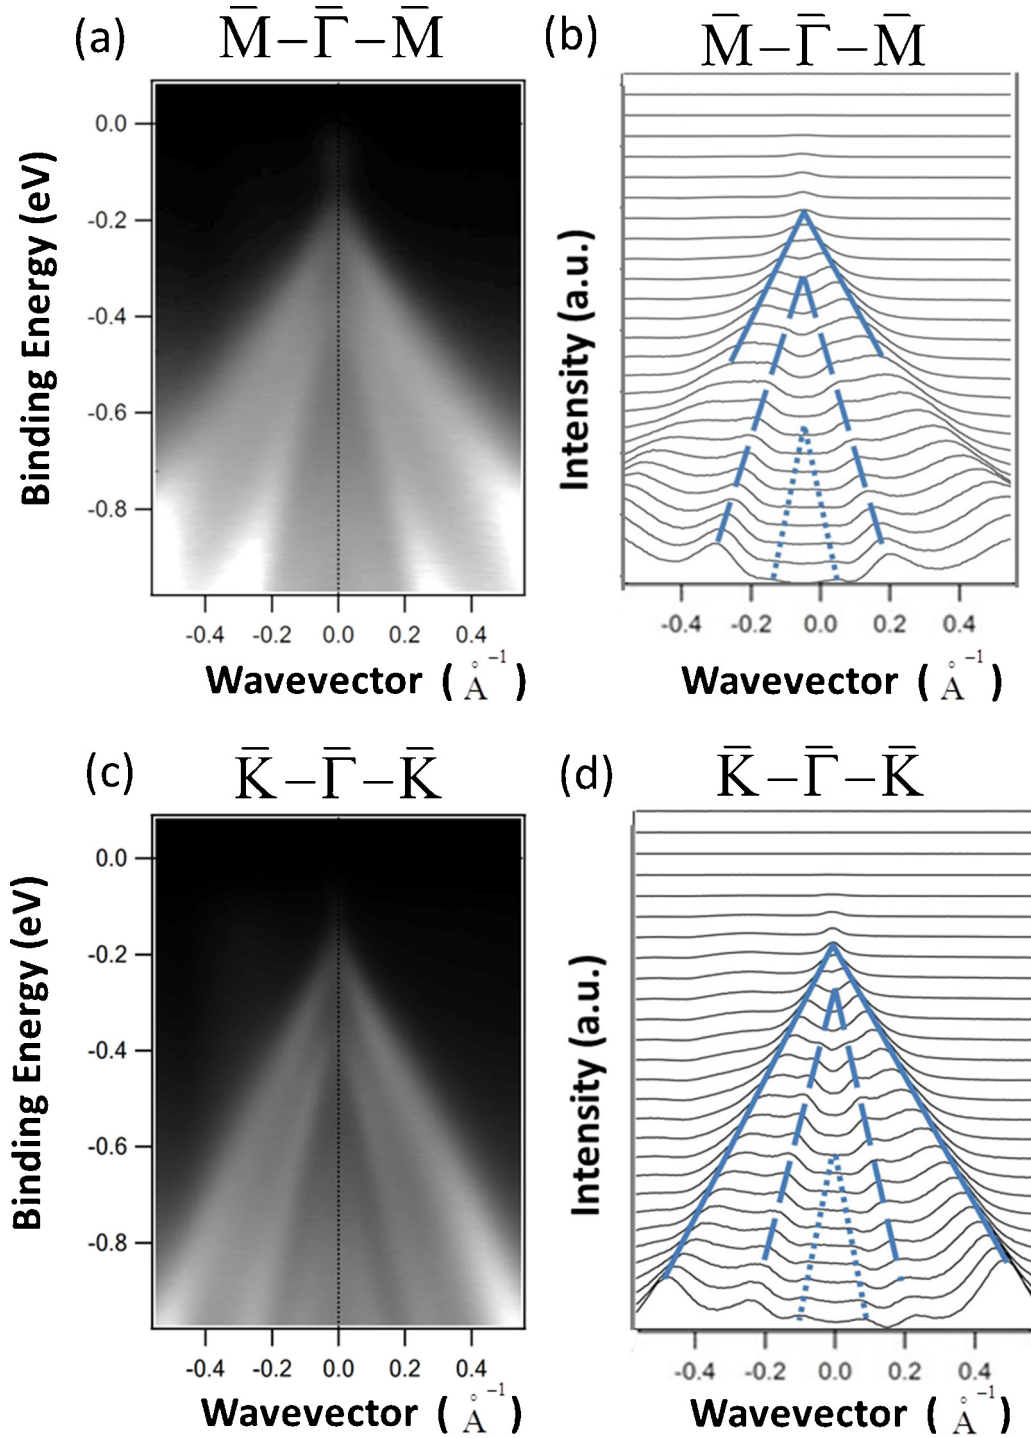 (a) M̄–Γ̄–M̄
Binding Energy (eV)
0.0
-0.2
-0.4
-0.6
-0.8
-0.4 -0.2 0.0 0.2 0.4
Wavevector (Å⁻¹)
(b) M̄–Γ̄–M̄
Intensity (a.u.)
-0.4 -0.2 0.0 0.2 0.4
Wavevector (Å⁻¹)
(c) K̄–Γ̄–K̄
Binding Energy (eV)
0.0
-0.2
-0.4
-0.6
-0.8
-0.4 -0.2 0.0 0.2 0.4
Wavevector (Å⁻¹)
(d) K̄–Γ̄–K̄
Intensity (a.u.)
-0.4 -0.2 0.0 0.2 0.4
Wavevector (Å⁻¹)